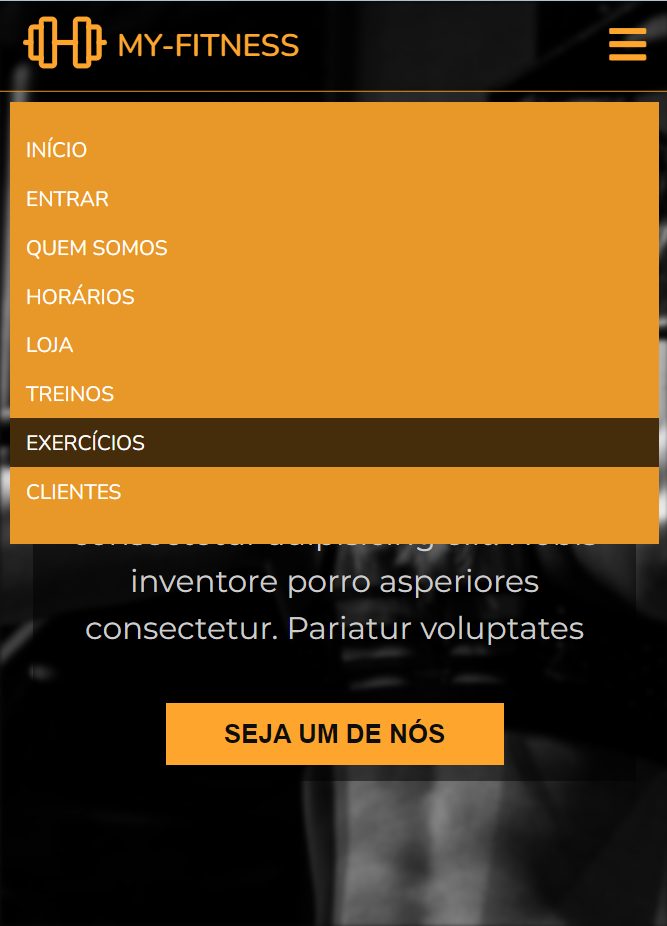 MY-FITNESS
INÍCIO
ENTRAR
QUEM SOMOS
HORÁRIOS
LOJA
TREINOS
EXERCÍCIOS
CLIENTES
inventore porro asperiores
consectetur. Pariatur voluptates
SEJA UM DE NÓS